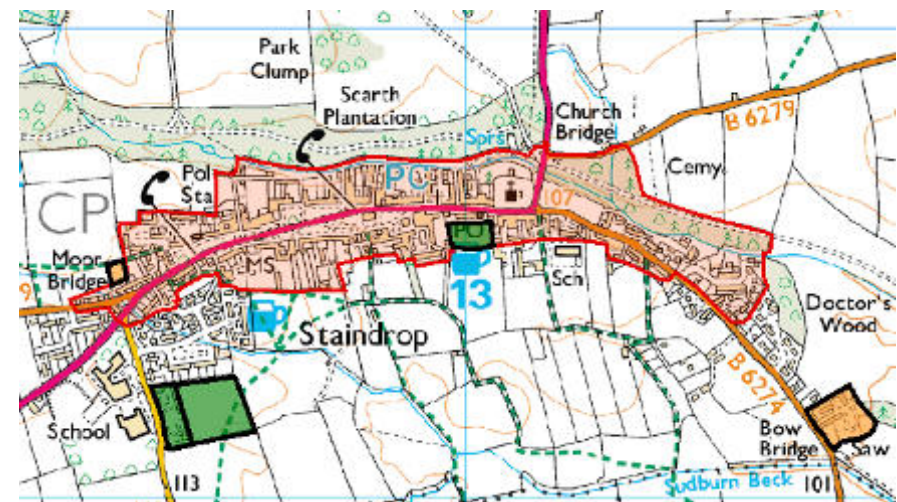 Park
Clump
Scarth
Plantation
Church
Bridge
B 6279
Sprs
Cemy
Pol
Sta
PC
CP
107
PO
Moor
Bridge
MS
13
Sch
9
Staindrop
Doctor's
Wood
B 6274
School
Bow
Bridge
Saw
113
Sudburn Beck
101